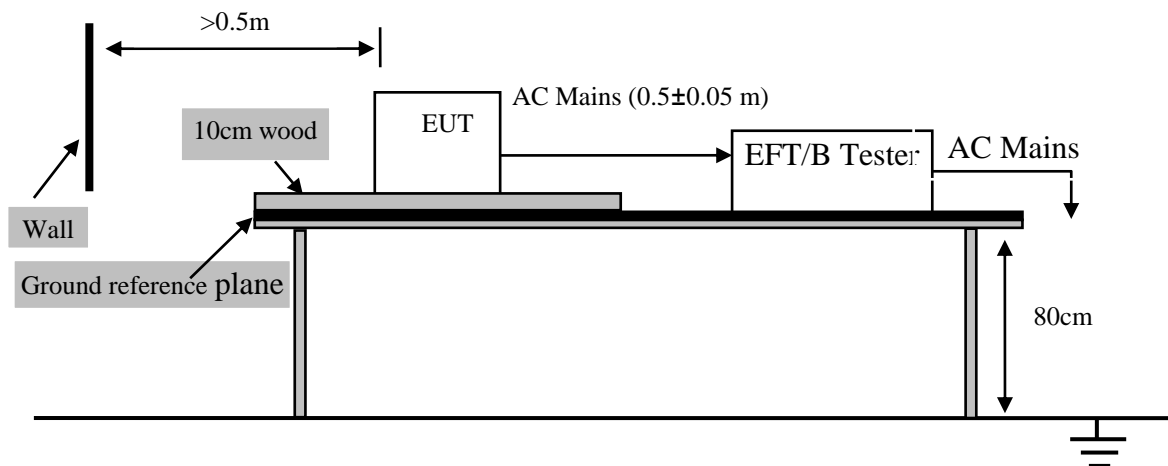 >0.5m
AC Mains (0.5±0.05 m)
EUT
10cm wood
EFT/B Tester
AC Mains
Wall
Ground reference plane
80cm